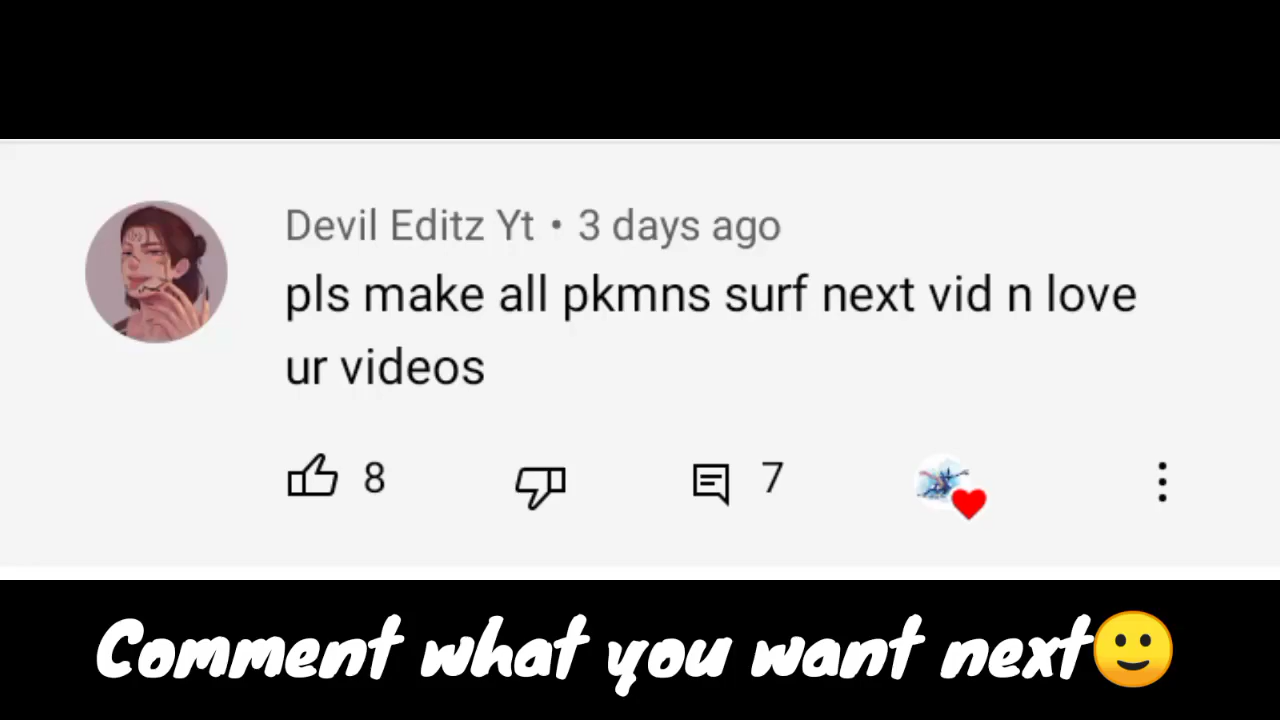 Devil Editz Yt • 3 days ago
pls make all pkmns surf next vid n love
ur videos
8 7
Comment what you want next🙂